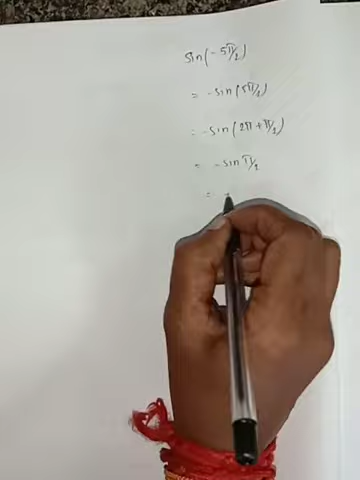 sin(-5π/2)
= -sin(5π/2)
= -sin(2π + π/2)
= -sin π/2
= -